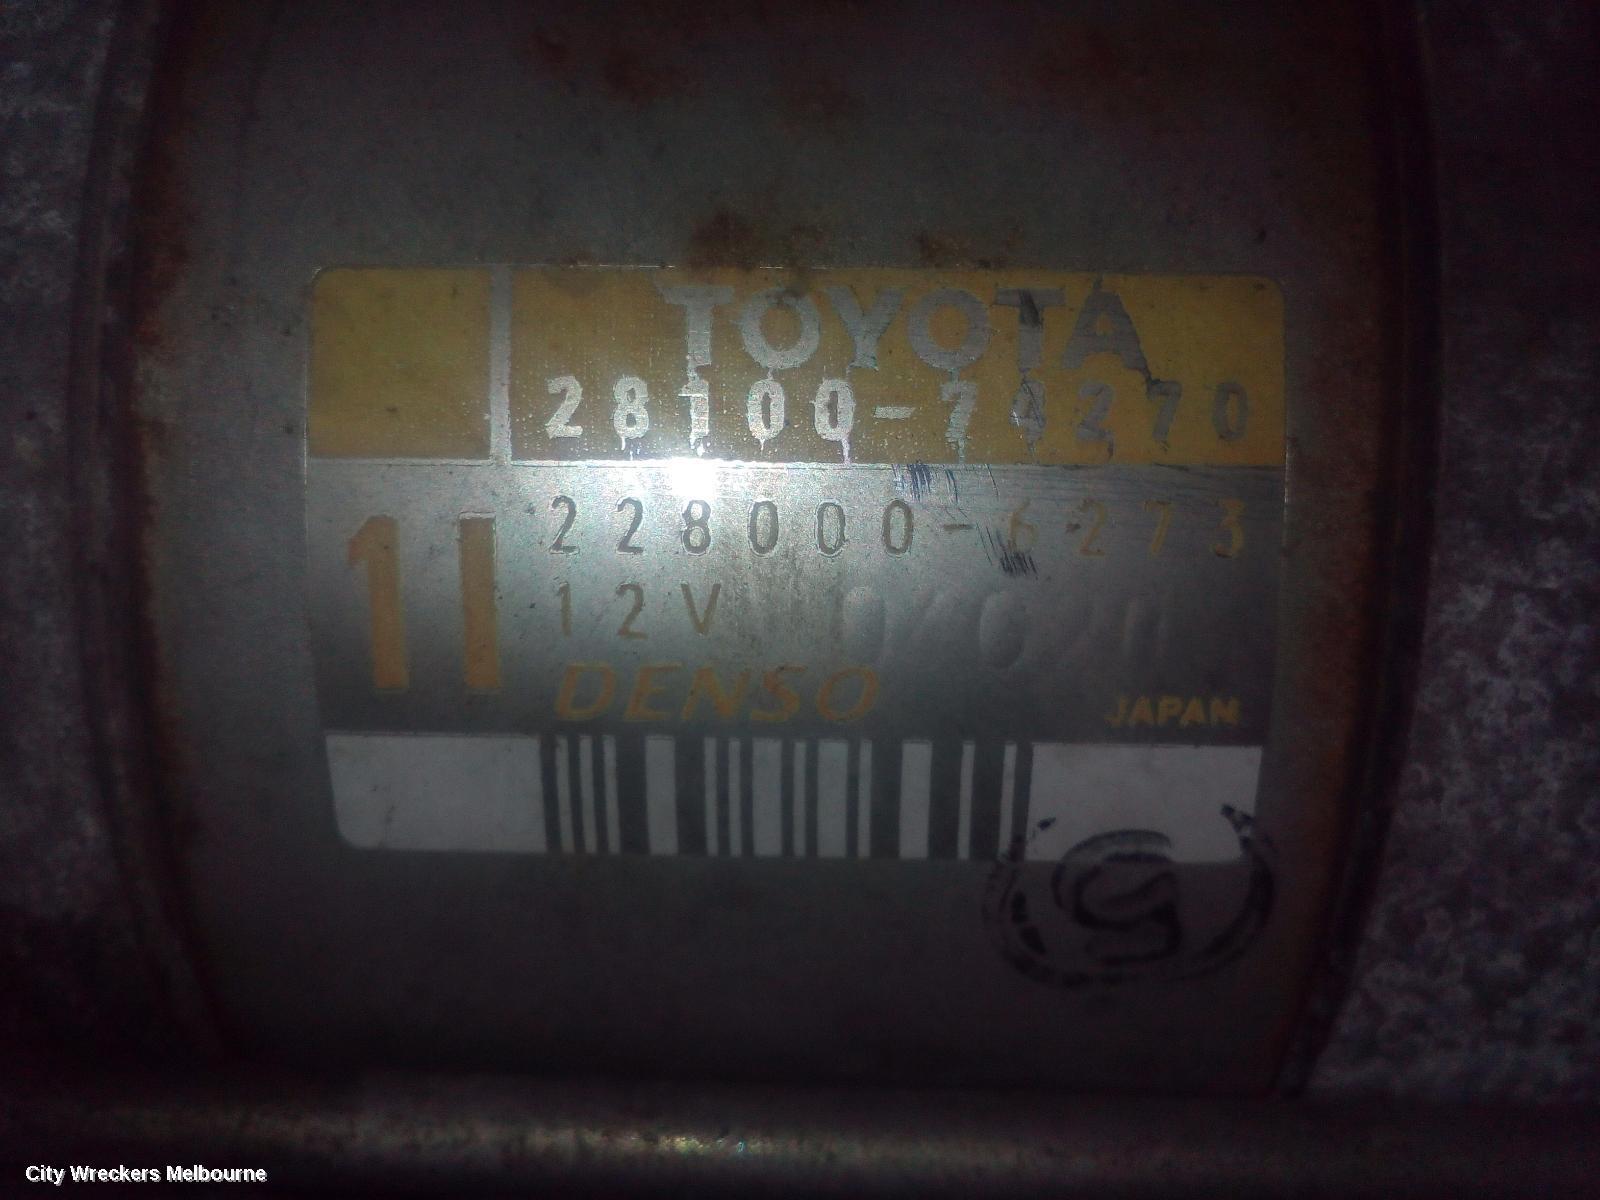 TOYOTA
28100-74270
11
228000-6273
12V
DENSO
JAPAN
City Wreckers Melbourne